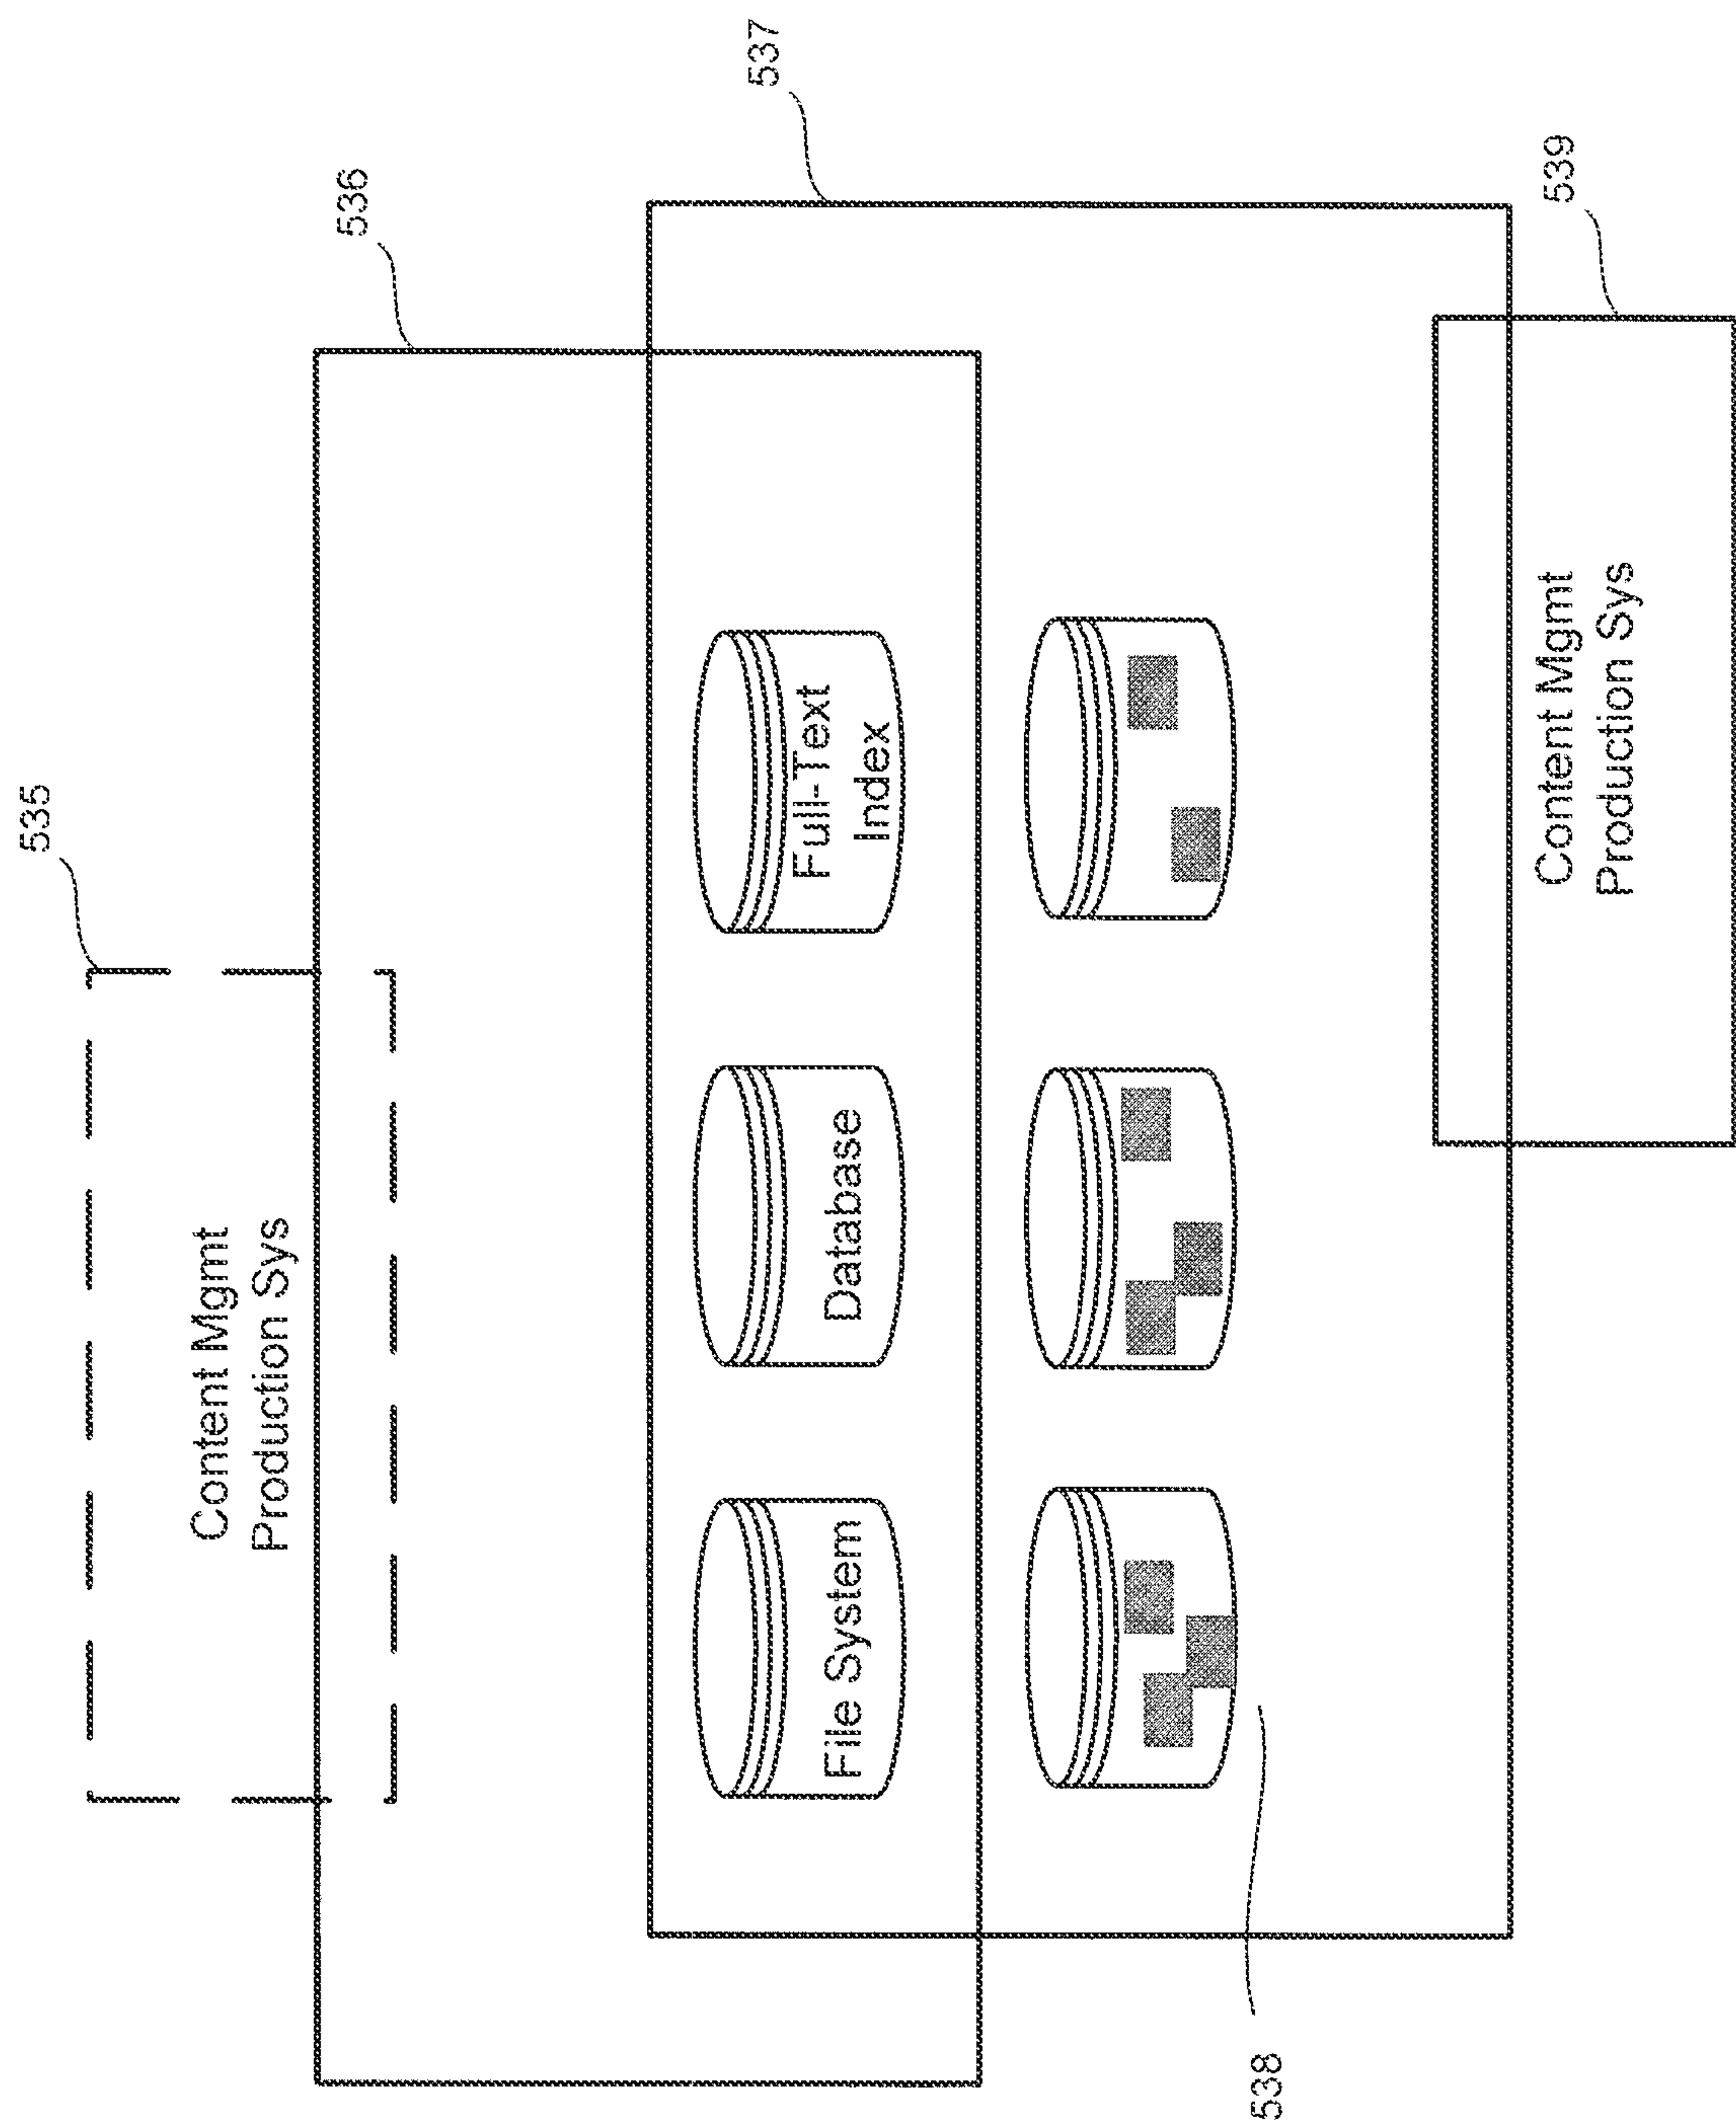 535
Content Mgmt
Production Sys
536
537
File System
Database
Full-Text
Index
538
Content Mgmt
Production Sys
539